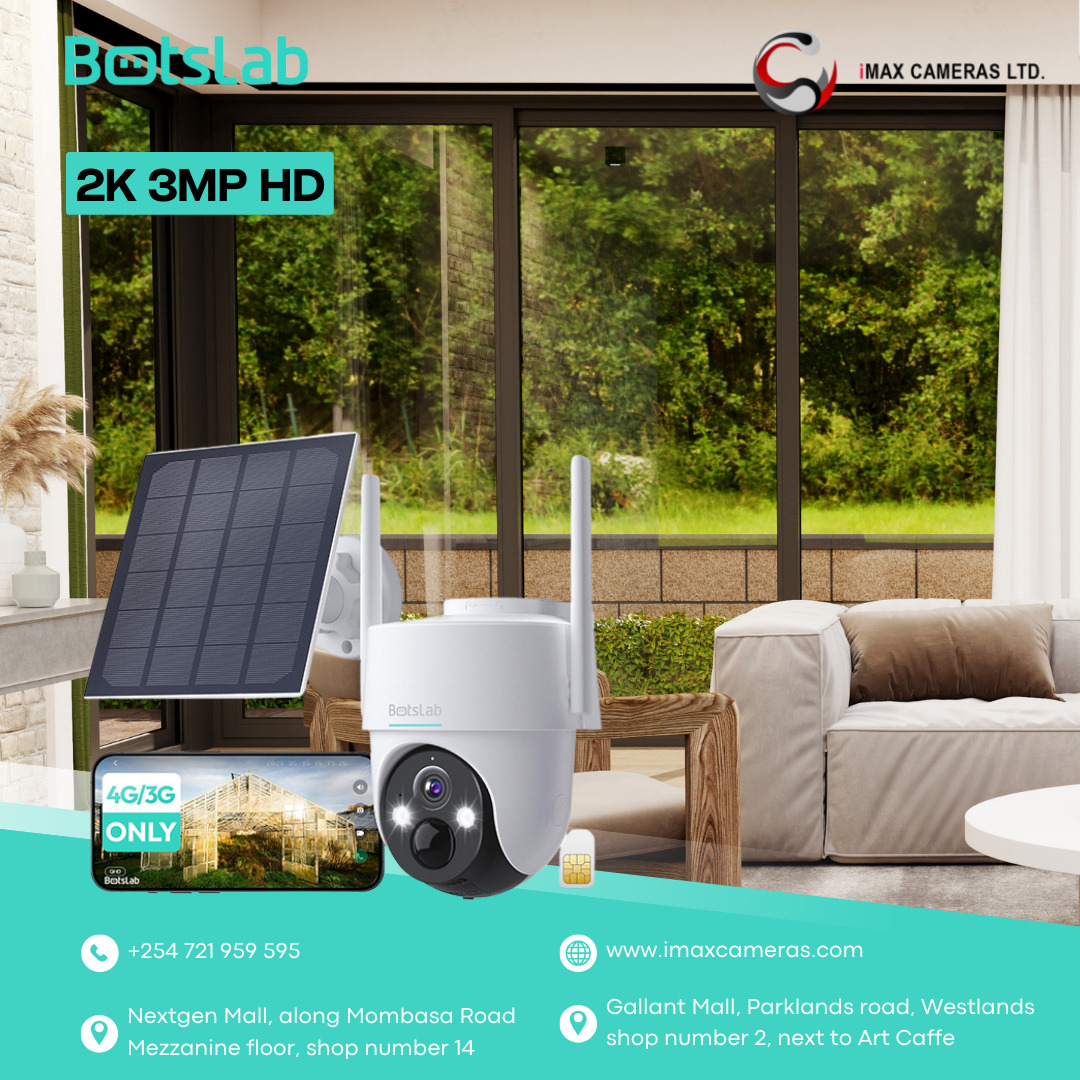 BotsLab
iMAX CAMERAS LTD.
2K 3MP HD
BotsLab
4G/3G
ONLY
QHD
BotsLab
+254 721 959 595
www.imaxcameras.com
Nextgen Mall, along Mombasa Road
Mezzanine floor, shop number 14
Gallant Mall, Parklands road, Westlands
shop number 2, next to Art Caffe